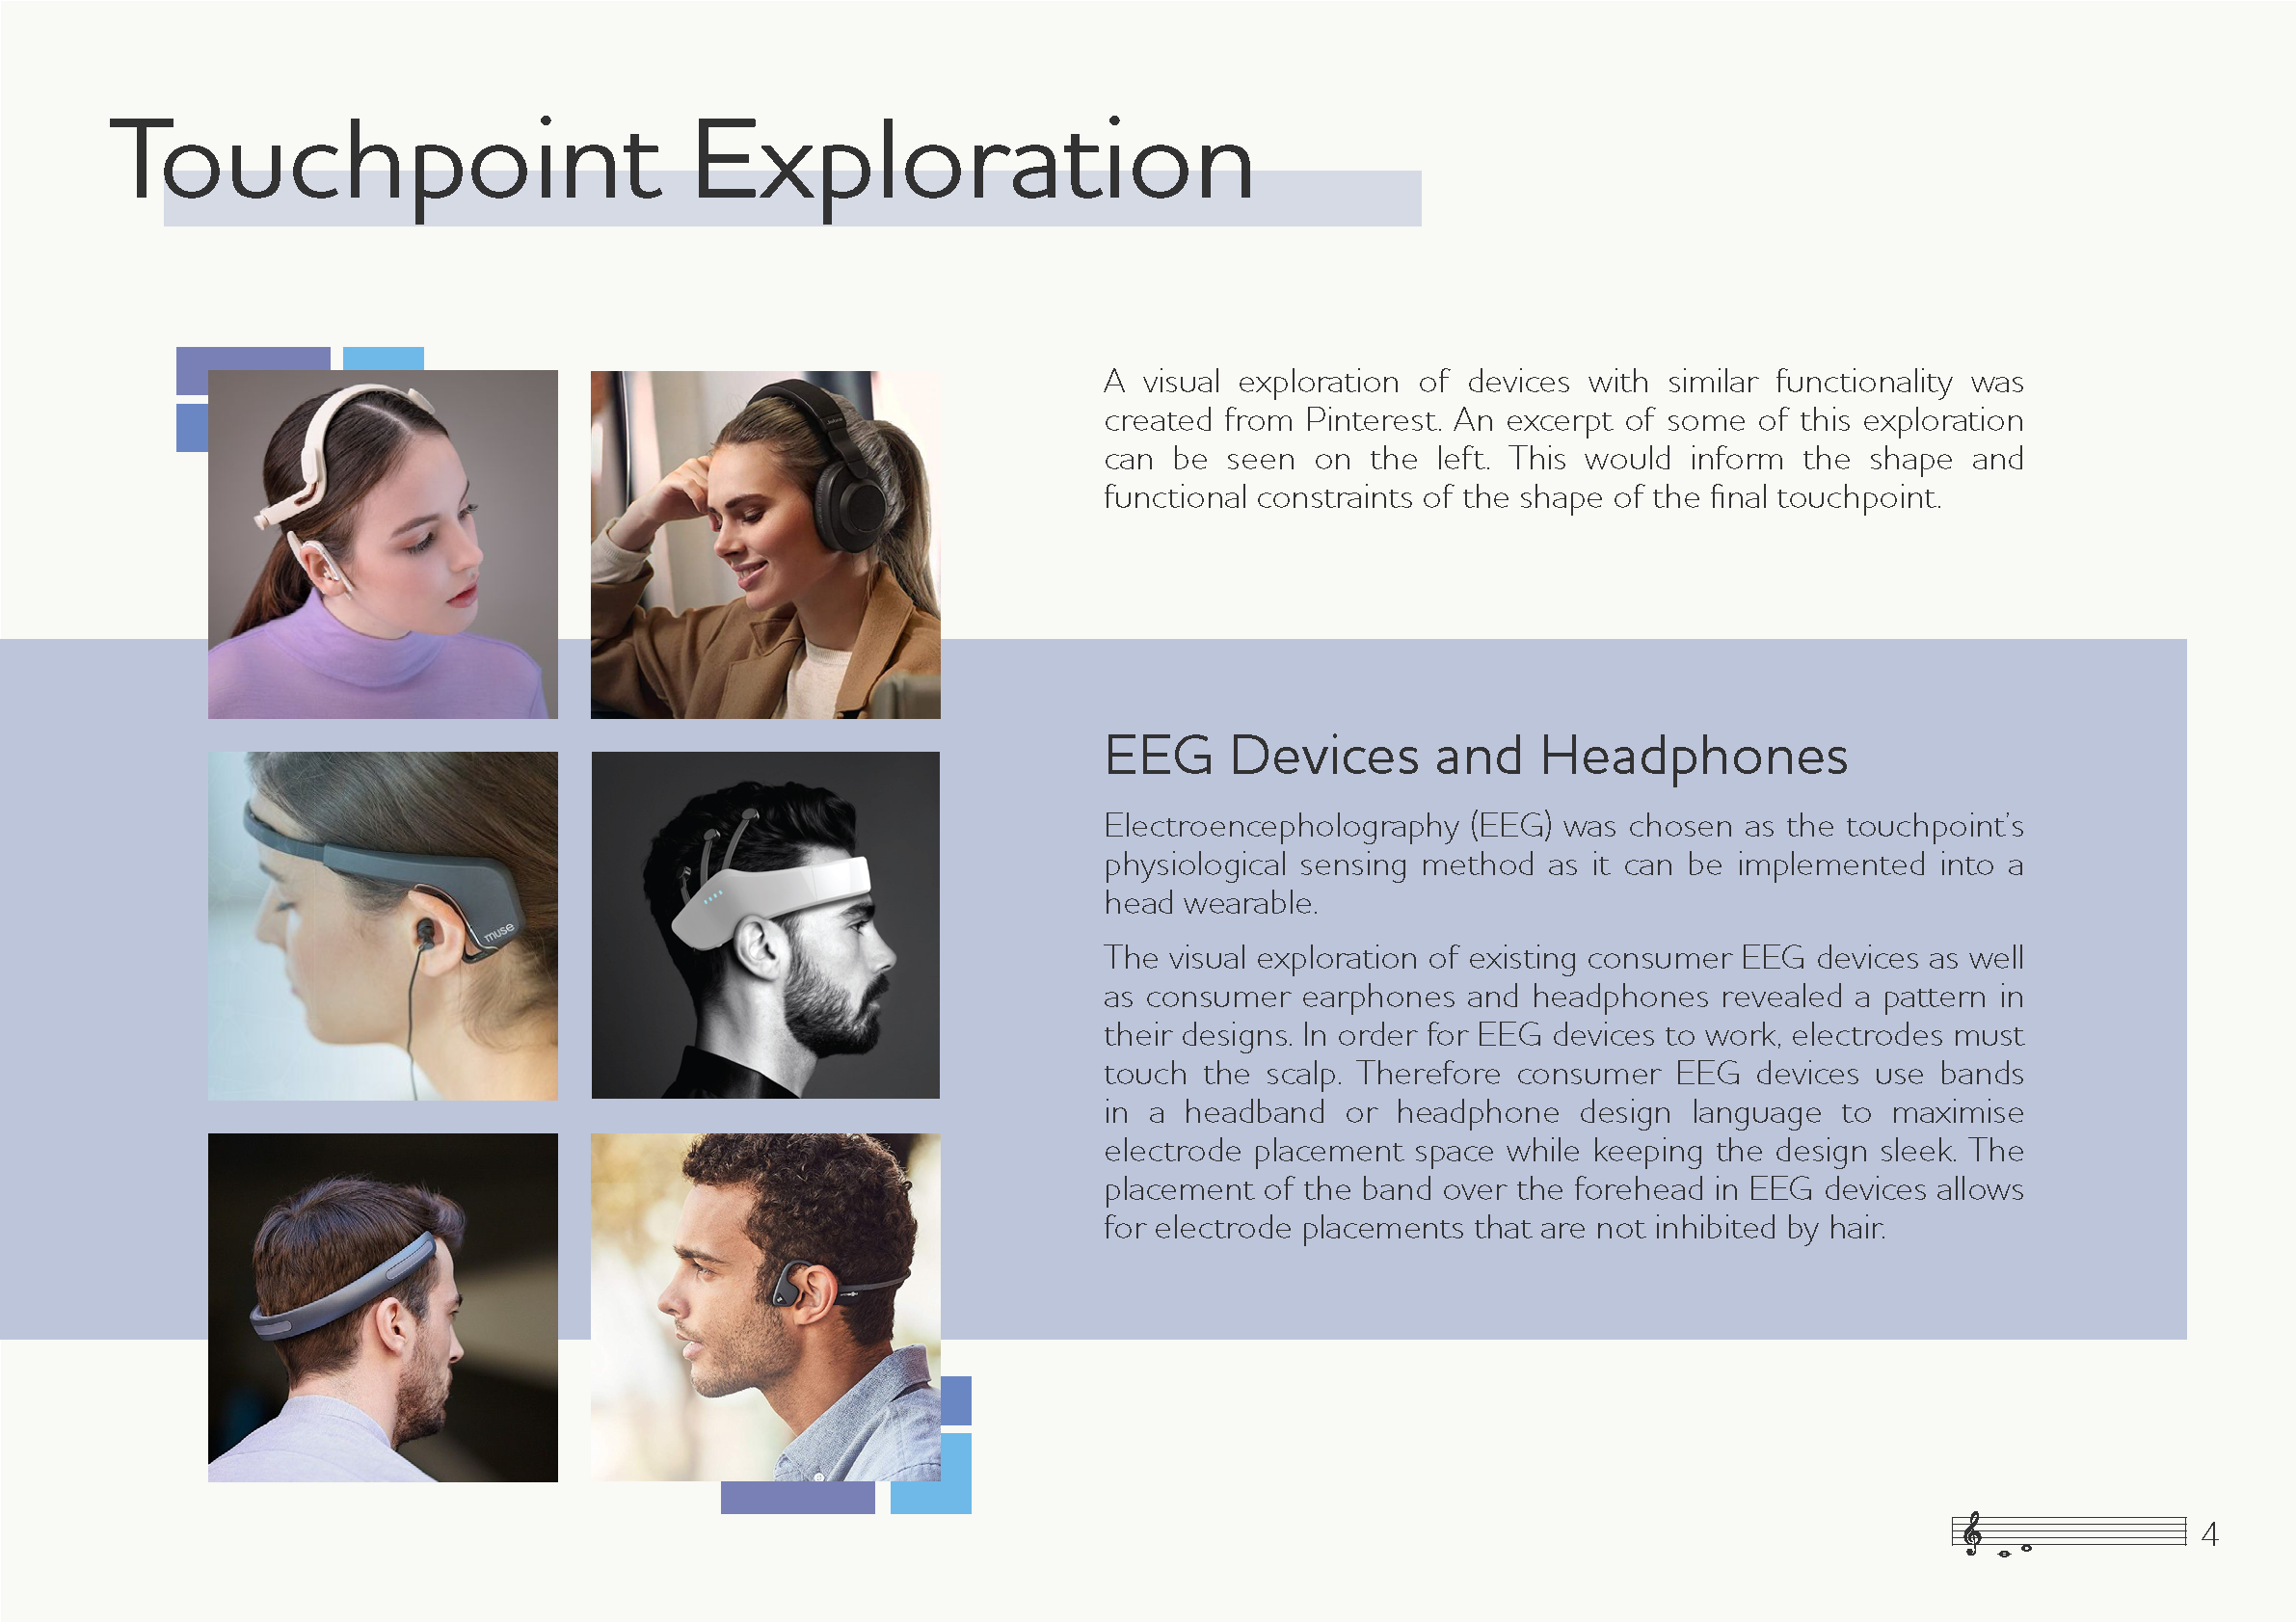 Touchpoint Exploration
A visual exploration of devices with similar functionality was
created from Pinterest. An excerpt of some of this exploration
can be seen on the left. This would inform the shape and
functional constraints of the shape of the final touchpoint.
EEG Devices and Headphones
Electroencepholography (EEG) was chosen as the touchpoint’s
physiological sensing method as it can be implemented into a
head wearable.
The visual exploration of existing consumer EEG devices as well
as consumer earphones and headphones revealed a pattern in
their designs. In order for EEG devices to work, electrodes must
touch the scalp. Therefore consumer EEG devices use bands
in a headband or headphone design language to maximise
electrode placement space while keeping the design sleek. The
placement of the band over the forehead in EEG devices allows
for electrode placements that are not inhibited by hair.
muse
4